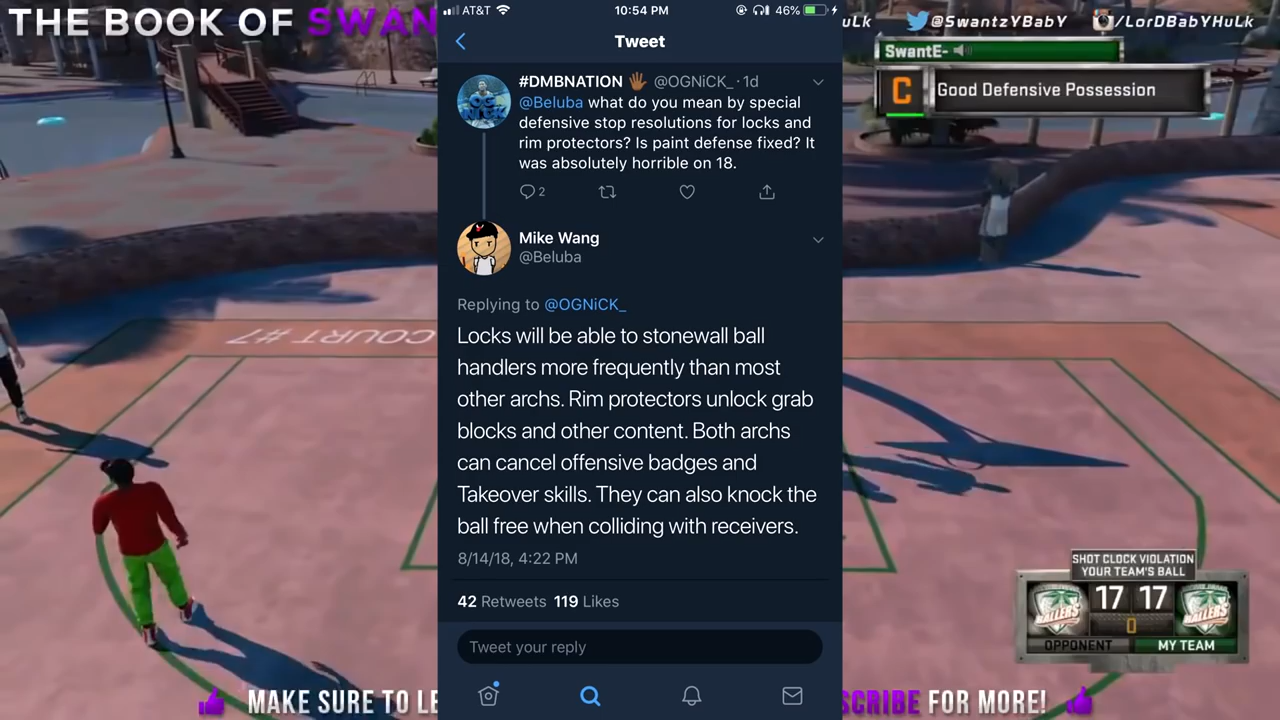 THE BOOK OF SWAN
AT&T
10:54 PM
46%
uLk
@SwantzYBabY
/LorDBabYHuLk
Tweet
SwantE-
C Good Defensive Possession
#DMBNATION 🖐🏾 @OGNiCK_ · 1d
@Beluba what do you mean by special
defensive stop resolutions for locks and
rim protectors? Is paint defense fixed? It
was absolutely horrible on 18.
2
OG
NICK
Mike Wang
@Beluba
Replying to @OGNiCK_
Locks will be able to stonewall ball
handlers more frequently than most
other archs. Rim protectors unlock grab
blocks and other content. Both archs
can cancel offensive badges and
Takeover skills. They can also knock the
ball free when colliding with receivers.
8/14/18, 4:22 PM
42 Retweets 119 Likes
Tweet your reply
COURT #7
SHOT CLOCK VIOLATION
YOUR TEAM'S BALL
BALLERS 17 17 BALLERS
0
OPPONENT MY TEAM
MAKE SURE TO LE
SCRIBE FOR MORE!